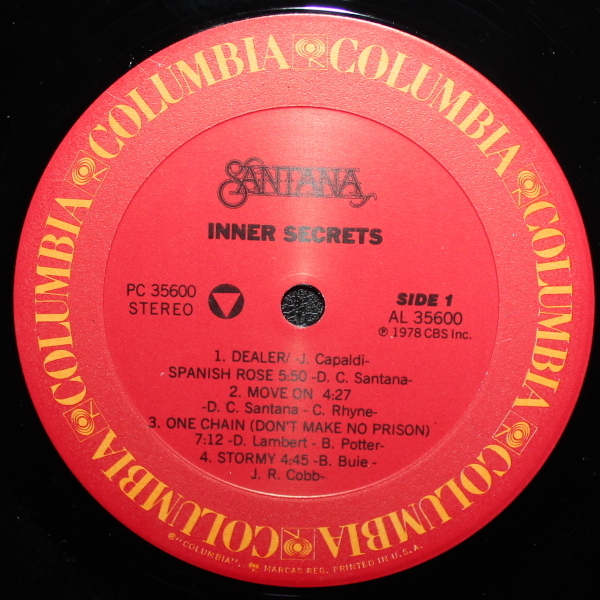 COLUMBIA COLUMBIA COLUMBIA COLUMBIA COLUMBIA COLUMBIA COLUMBIA
SANTANA
INNER SECRETS
PC 35600
STEREO
SIDE 1
AL 35600
℗ 1978 CBS Inc.
1. DEALER/ -J. Capaldi-
SPANISH ROSE 5:50 -D. C. Santana-
2. MOVE ON 4:27
-D. C. Santana - C. Rhyne-
3. ONE CHAIN (DON'T MAKE NO PRISON)
7:12 -D. Lambert - B. Potter-
4. STORMY 4:45 -B. Buie -
J. R. Cobb-
®"COLUMBIA", MARCAS REG. PRINTED IN U.S.A.